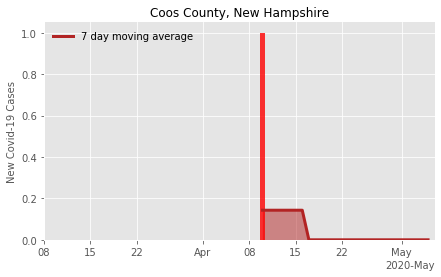 Coos County, New Hampshire
7 day moving average
New Covid-19 Cases
1.0
0.8
0.6
0.4
0.2
0.0
08 15 22 Apr 08 15 22 May
2020-May